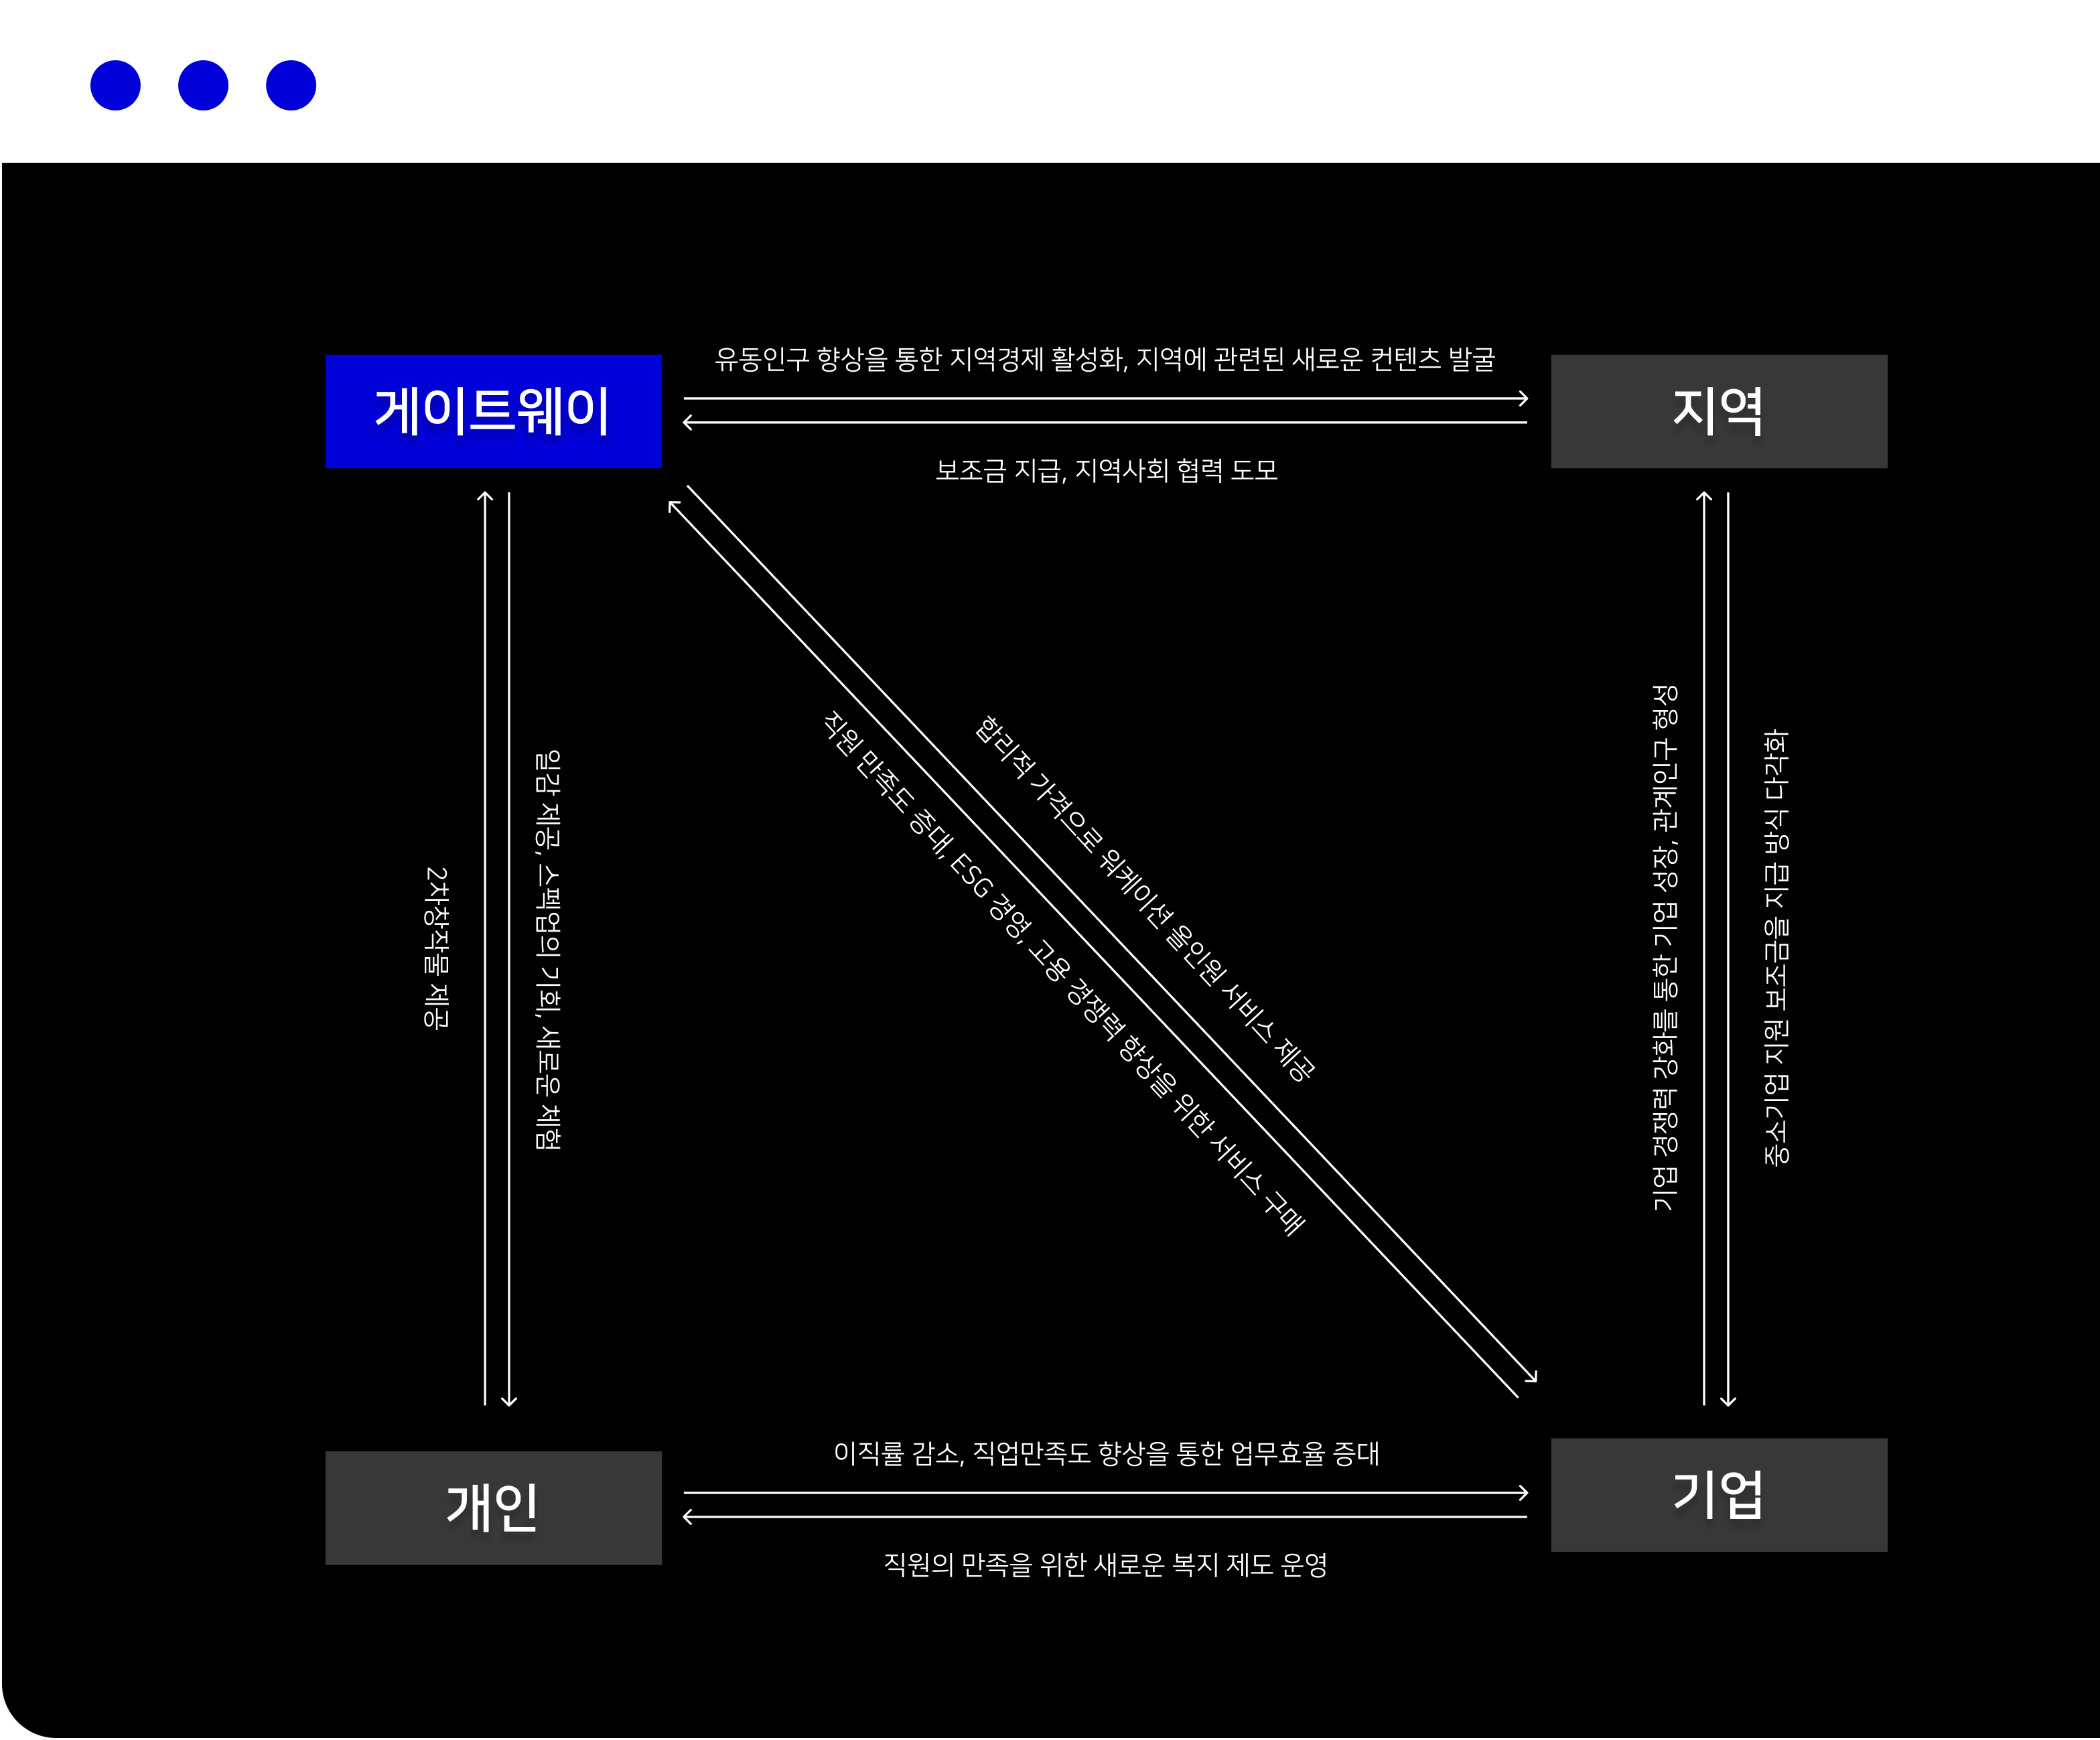 유동인구 향상을 통한 지역경제 활성화, 지역에 관련된 새로운 컨텐츠 발굴
게이트웨이
지역
보조금 지급, 지역사회 협력 도모
2차창작물 제공
일감 제공, 스펙업의 기회, 새로운 체험
합리적 가격으로 워케이션 올인원 서비스 제공
직원 만족도 증대, ESG 경영, 고용 경쟁력 향상을 위한 서비스 구매
기업 경쟁력 강화를 통한 기업 성장, 관계인구 형성
중소기업 지원 보조금을 지급 방식 다각화
이직률 감소, 직업만족도 향상을 통한 업무효율 증대
개인
기업
직원의 만족을 위한 새로운 복지 제도 운영